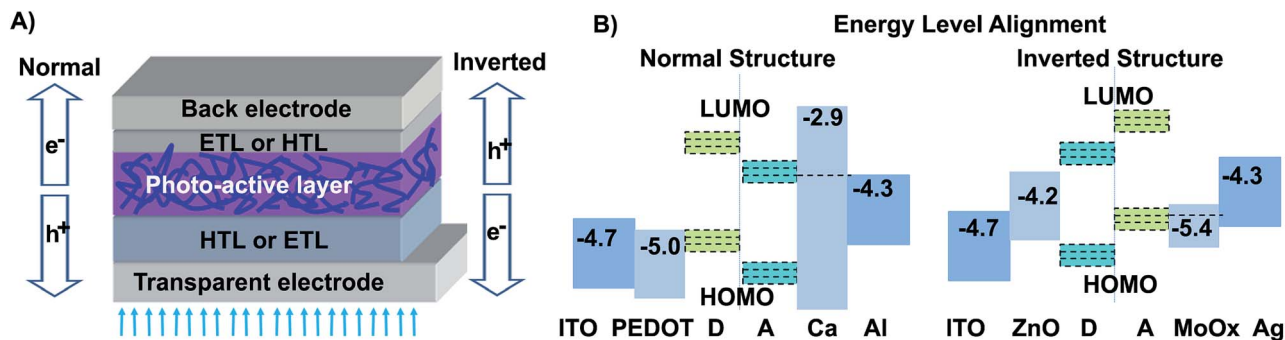 A)
Normal
Inverted
Back electrode
ETL or HTL
Photo-active layer
HTL or ETL
Transparent electrode
e-
h+
h+
e-
B)
Energy Level Alignment
Normal Structure
LUMO
-2.9
-4.3
-4.7
-5.0
HOMO
ITO PEDOT D A Ca Al
Inverted Structure
LUMO
-4.2
-4.3
-4.7
-5.4
HOMO
ITO ZnO D A MoOx Ag